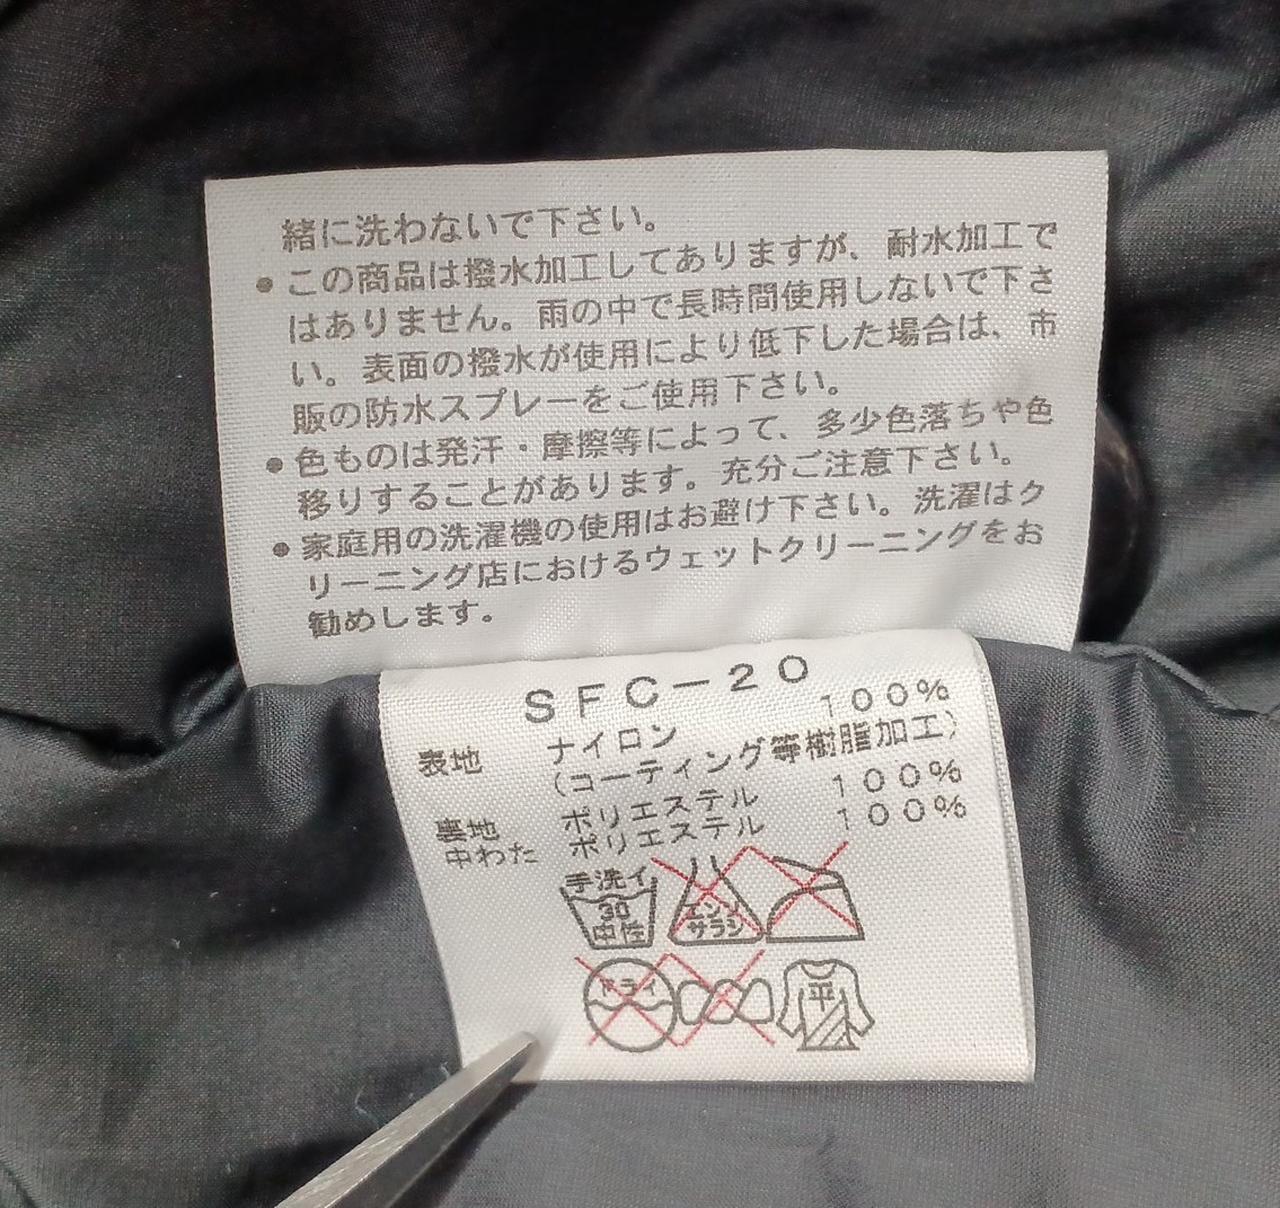 緒に洗わないで下さい。
●この商品は撥水加工してありますが、耐水加工で
はありません。雨の中で長時間使用しないで下さ
い。表面の撥水が使用により低下した場合は、市
販の防水スプレーをご使用下さい。
●色ものは発汗・摩擦等によって、多少色落ちや色
移りすることがあります。充分ご注意下さい。
●家庭用の洗濯機の使用はお避け下さい。洗濯はク
リーニング店におけるウェットクリーニングをお
勧めします。
SFC-20
表地 ナイロン 100%
(コーティング等樹脂加工)
裏地 ポリエステル 100%
中わた ポリエステル 100%
手洗イ
30
中性
エンソ
サラシ
ドライ
平